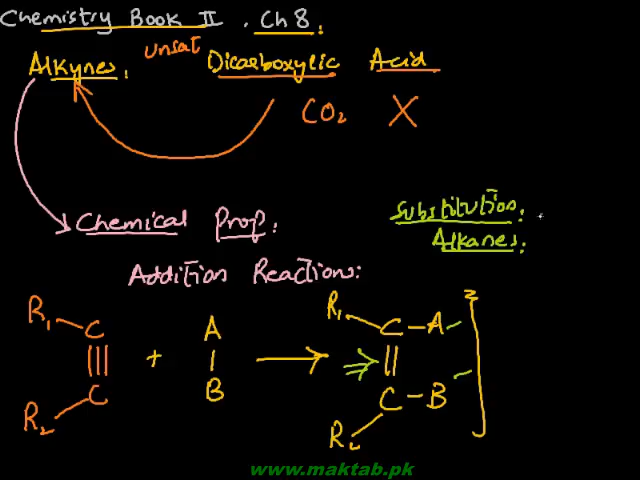 Chemistry Book II . Ch 8 .
Alkynes . unsat Dicarboxylic Acid
CO2 X
Chemical Prop . Substitution :
Alkanes :
Addition Reactions :
R1 C R1 C - A 2
+ A B →
R2 C R2 C - B
www.maktab.pk